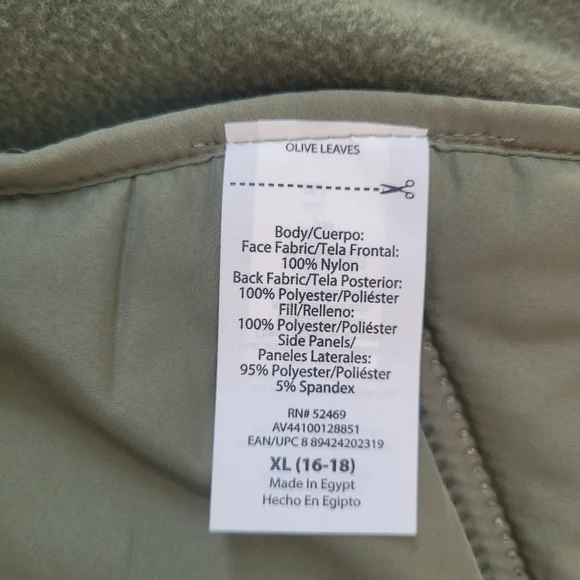 OLIVE LEAVES
Body/Cuerpo:
Face Fabric/Tela Frontal:
100% Nylon
Back Fabric/Tela Posterior:
100% Polyester/Poliéster
Fill/Relleno:
100% Polyester/Poliéster
Side Panels/
Paneles Laterales:
95% Polyester/Poliéster
5% Spandex
RN# 52469
AV44100128851
EAN/UPC 8 89424202319
XL (16-18)
Made In Egypt
Hecho En Egipto